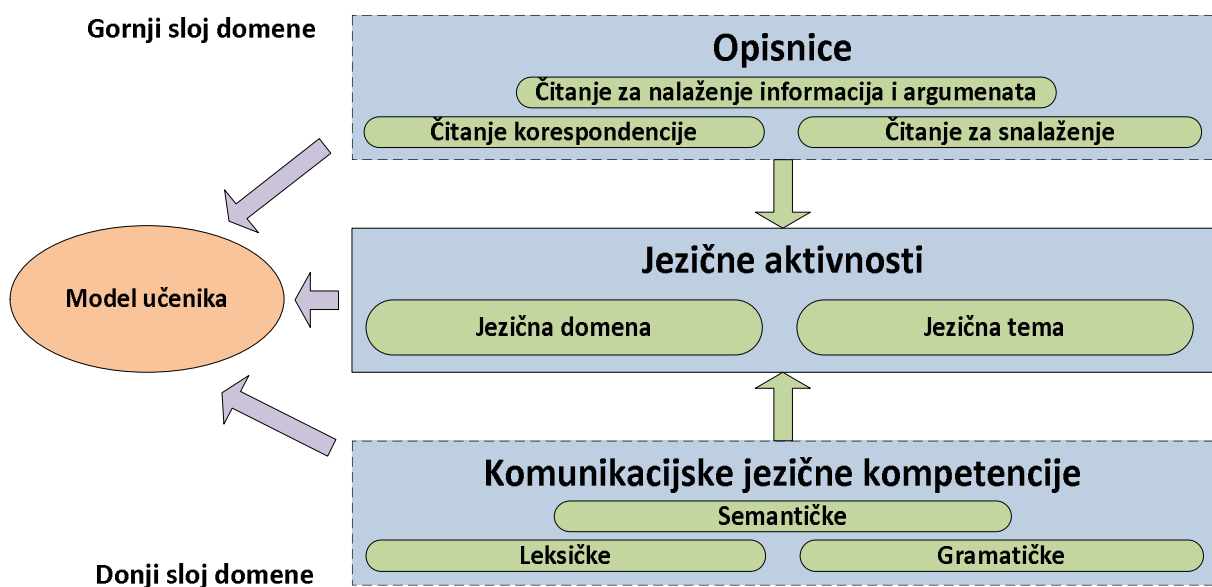 Gornji sloj domene
Opisnice
Čitanje za nalaženje informacija i argumenata
Čitanje korespondencije
Čitanje za snalaženje
Model učenika
Jezične aktivnosti
Jezična domena
Jezična tema
Komunikacijske jezične kompetencije
Semantičke
Leksičke
Gramatičke
Donji sloj domene